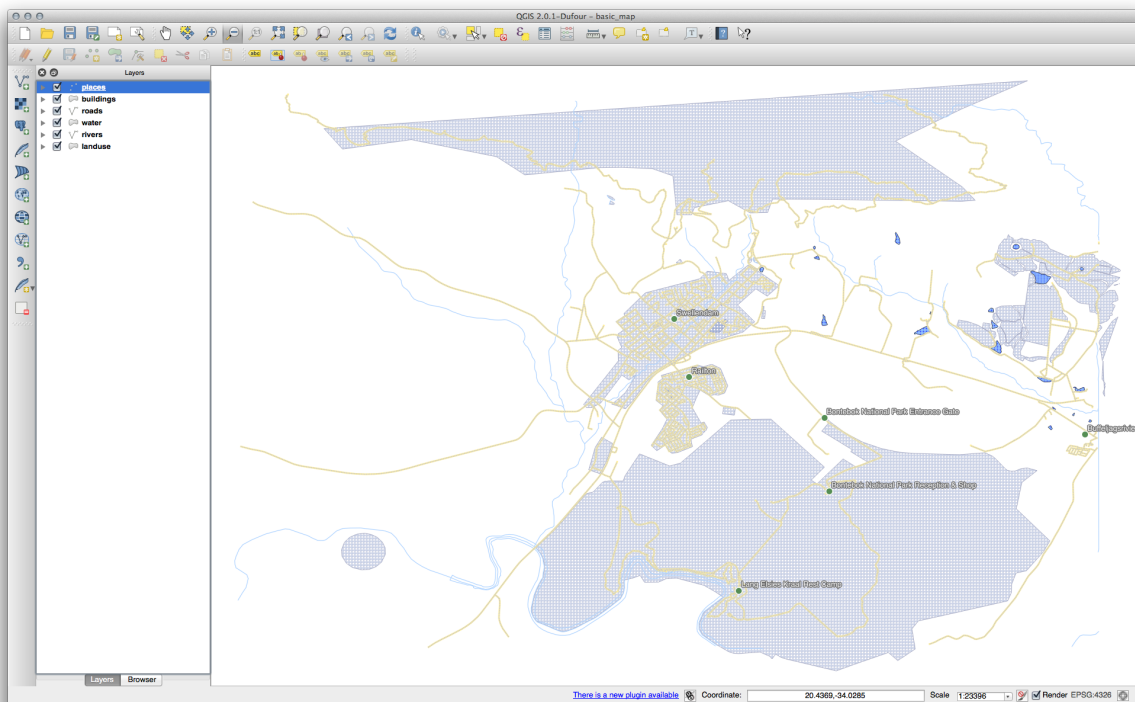 QGIS 2.0.1-Dufour - basic_map
Layers
places
buildings
roads
water
rivers
landuse
Swellendam
Railton
Bontebok National Park Entrance Gate
Buffeljagsrivie
Bontebok National Park Reception & Shop
Lang Elsies Kraal Rest Camp
Layers Browser
There is a new plugin available Coordinate: 20.4369,-34.0285 Scale 1:23396 Render EPSG:4326